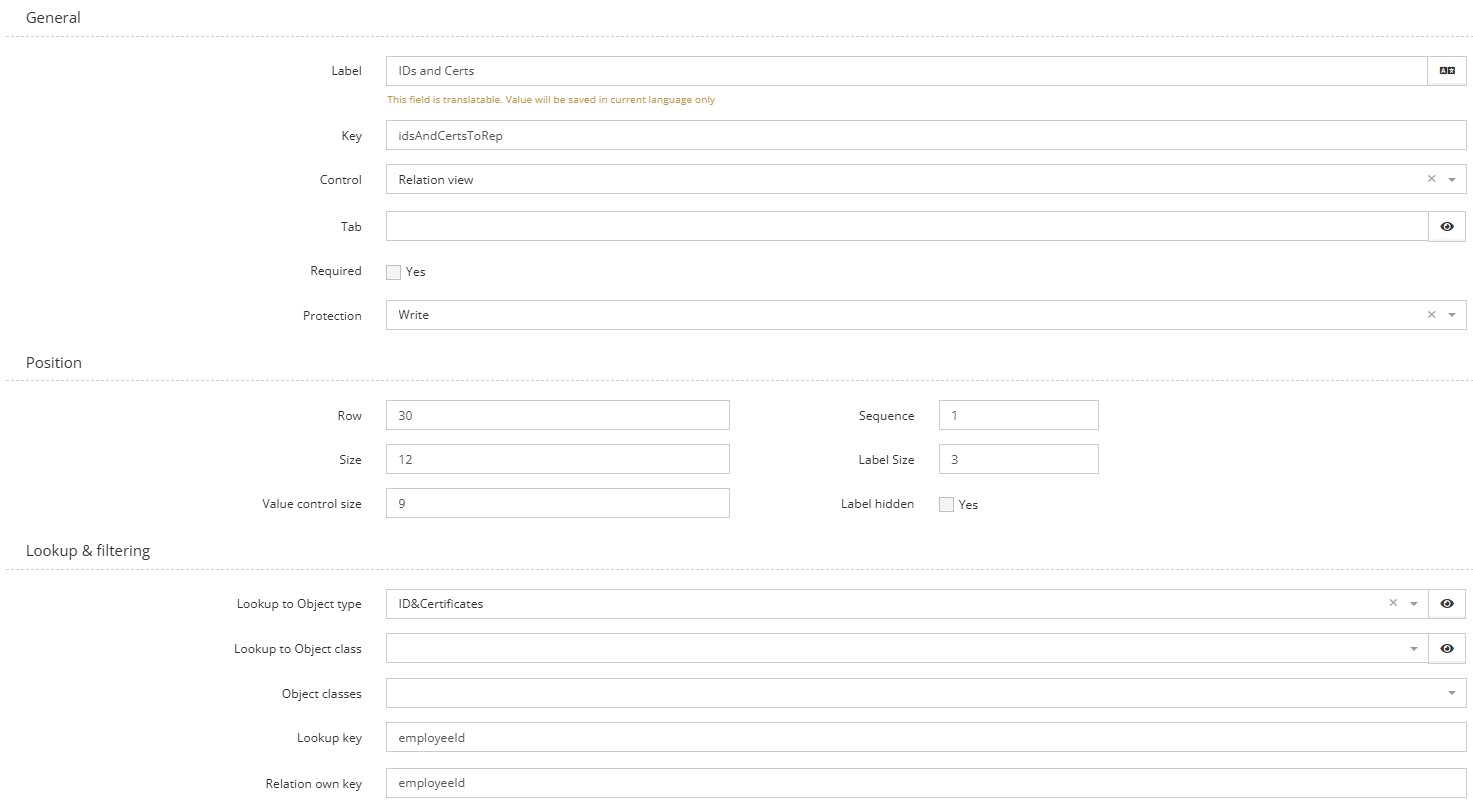 General
Label IDs and Certs
This field is translatable. Value will be saved in current language only
Key idsAndCertsToRep
Control Relation view
Tab
Required Yes
Protection Write
Position
Row 30 Sequence 1
Size 12 Label Size 3
Value control size 9 Label hidden Yes
Lookup & filtering
Lookup to Object type ID&Certificates
Lookup to Object class
Object classes
Lookup key employeeId
Relation own key employeeId